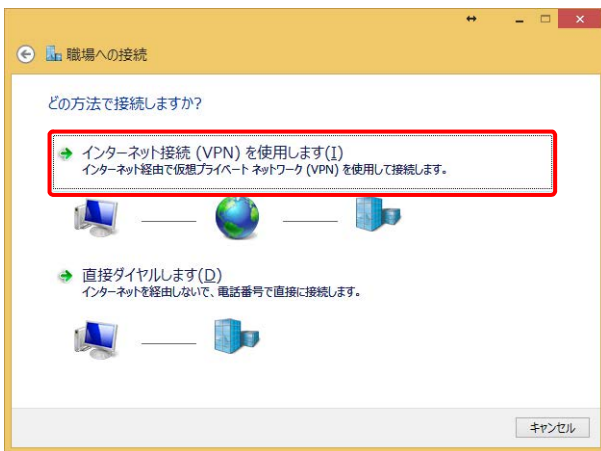 職場への接続
どの方法で接続しますか?
インターネット接続 (VPN) を使用します(I)
インターネット経由で仮想プライベート ネットワーク (VPN) を使用して接続します。
直接ダイヤルします(D)
インターネットを経由しないで、電話番号で直接に接続します。
キャンセル